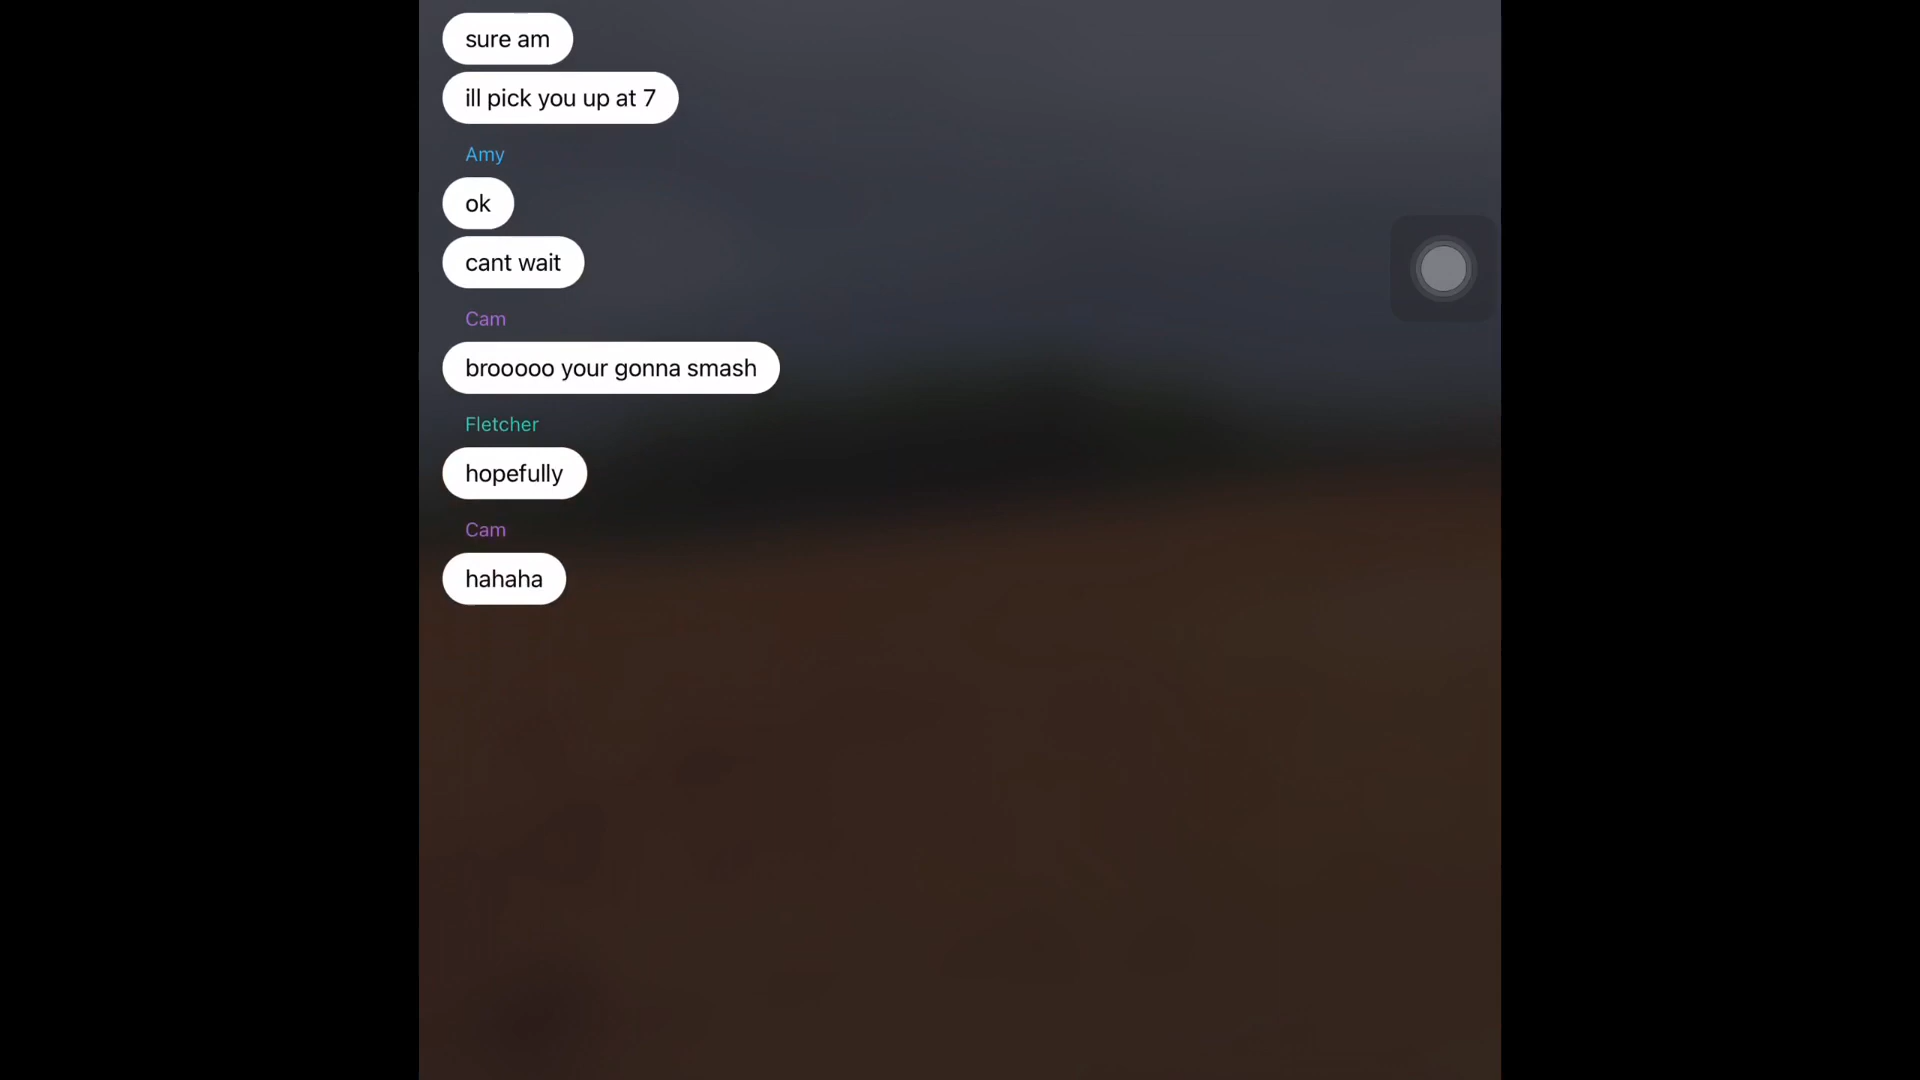 sure am
ill pick you up at 7
Amy
ok
cant wait
Cam
brooooo your gonna smash
Fletcher
hopefully
Cam
hahaha